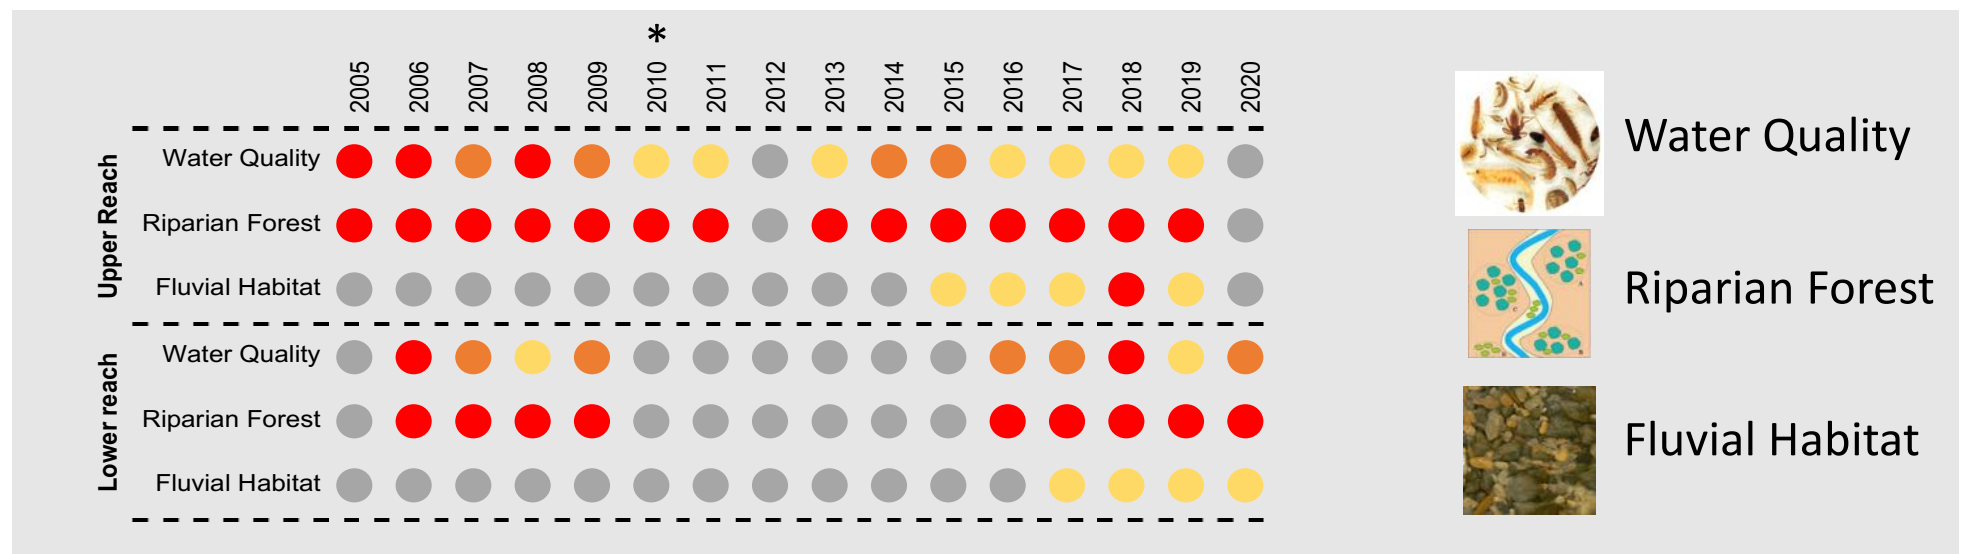 *
2005 2006 2007 2008 2009 2010 2011 2012 2013 2014 2015 2016 2017 2018 2019 2020
Upper Reach
Water Quality
Riparian Forest
Fluvial Habitat
Lower reach
Water Quality
Riparian Forest
Fluvial Habitat
Water Quality
Riparian Forest
Fluvial Habitat